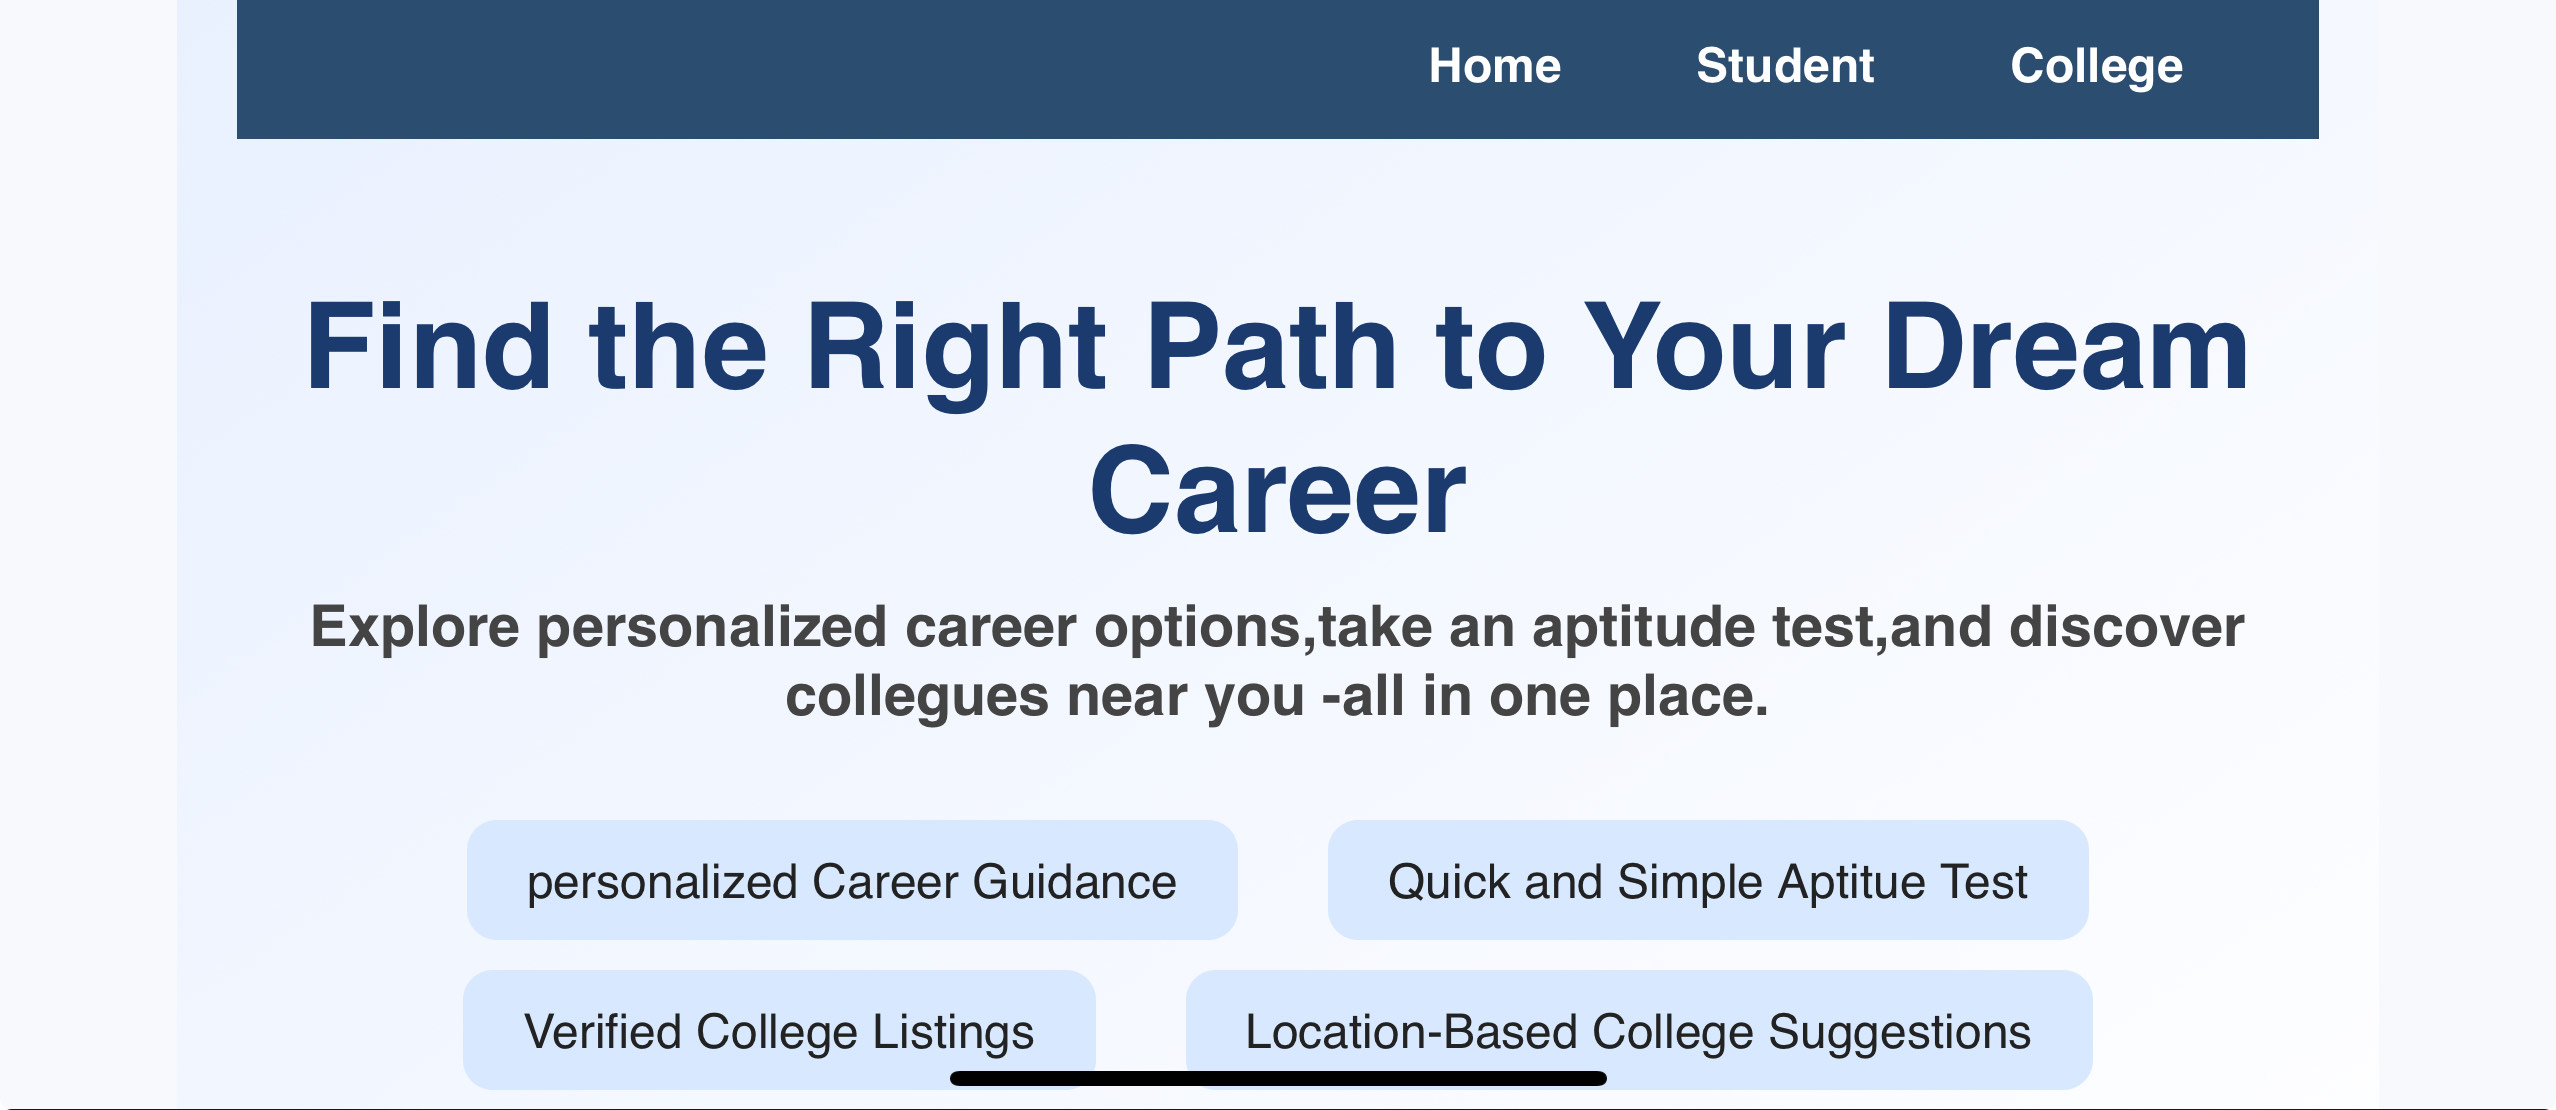 Home Student College
Find the Right Path to Your Dream
Career
Explore personalized career options,take an aptitude test,and discover
collegues near you -all in one place.
personalized Career Guidance
Quick and Simple Aptitue Test
Verified College Listings
Location-Based College Suggestions